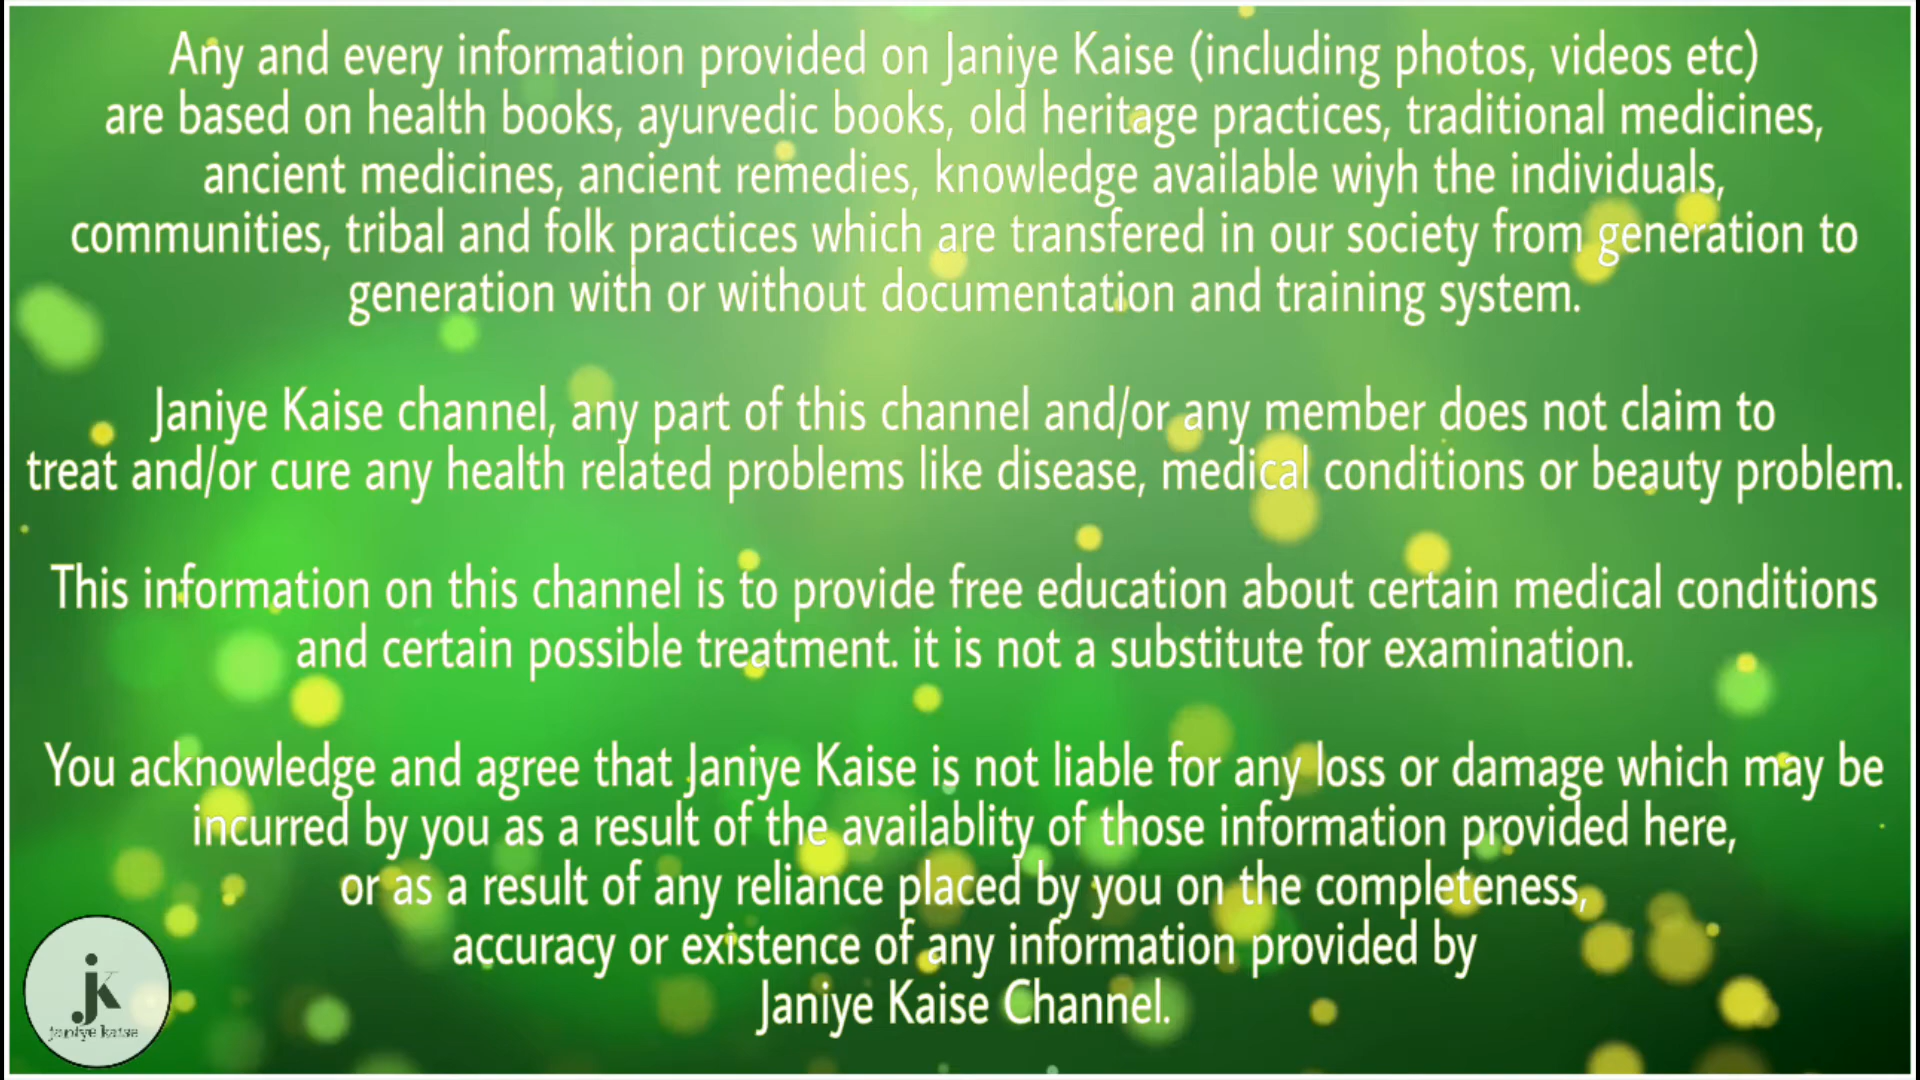 Any and every information provided on Janiye Kaise (including photos, videos etc)
are based on health books, ayurvedic books, old heritage practices, traditional medicines,
ancient medicines, ancient remedies, knowledge available wiyh the individuals,
communities, tribal and folk practices which are transfered in our society from generation to
generation with or without documentation and training system.
Janiye Kaise channel, any part of this channel and/or any member does not claim to
treat and/or cure any health related problems like disease, medical conditions or beauty problem.
This information on this channel is to provide free education about certain medical conditions
and certain possible treatment. it is not a substitute for examination.
You acknowledge and agree that Janiye Kaise is not liable for any loss or damage which may be
incurred by you as a result of the availablity of those information provided here,
or as a result of any reliance placed by you on the completeness,
accuracy or existence of any information provided by
Janiye Kaise Channel.
jK
janiye kaise